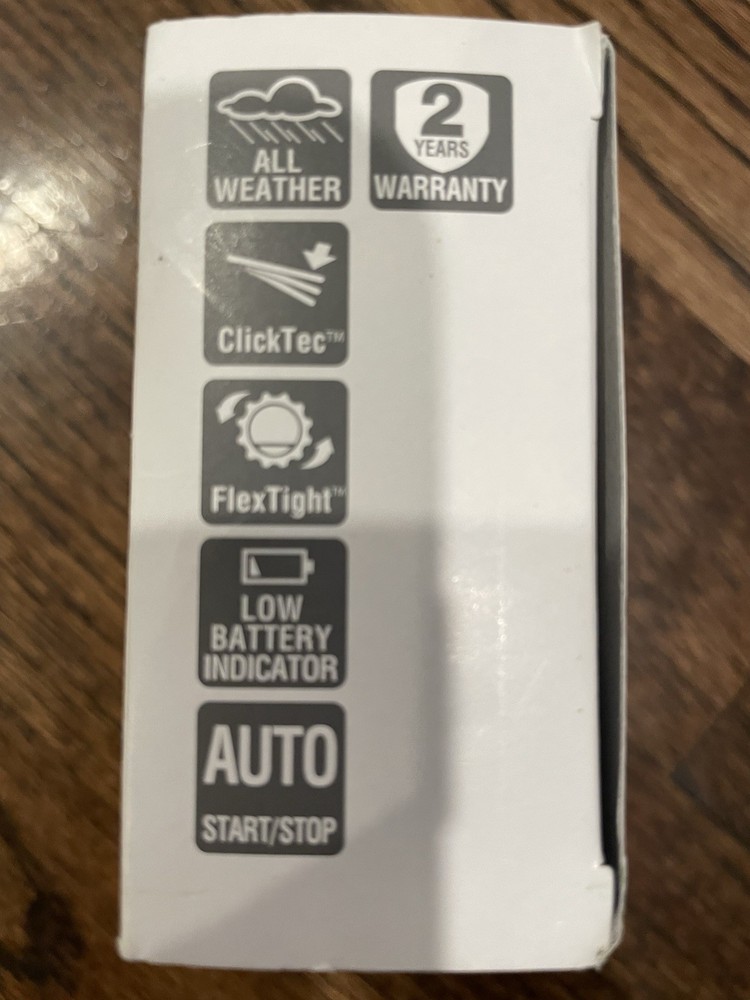 ALL
WEATHER
2
YEARS
WARRANTY
ClickTec™
FlexTight™
LOW
BATTERY
INDICATOR
AUTO
START/STOP